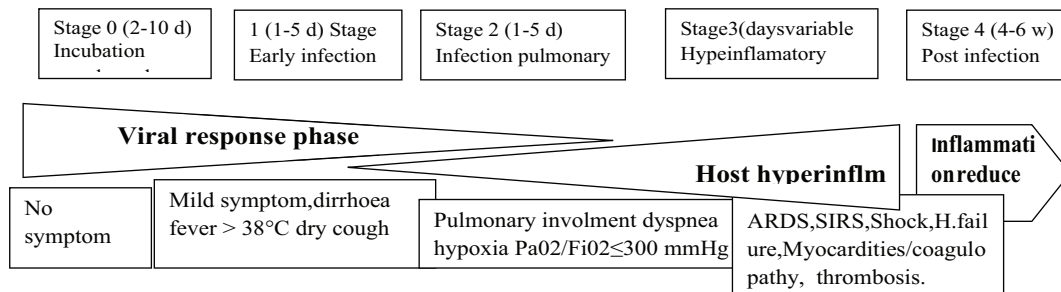 Stage 0 (2-10 d)
Incubation
1 (1-5 d) Stage
Early infection
Stage 2 (1-5 d)
Infection pulmonary
Stage3(daysvariable
Hypeinflamatory
Stage 4 (4-6 w)
Post infection
Viral response phase
Host hyperinflm
Inflammati
on reduce
No
symptom
Mild symptom,dirrhoea
fever > 38°C dry cough
Pulmonary involment dyspnea
hypoxia Pa02/Fi02≤300 mmHg
ARDS,SIRS,Shock,H.fail
ure,Myocardities/coagulo
pathy, thrombosis.